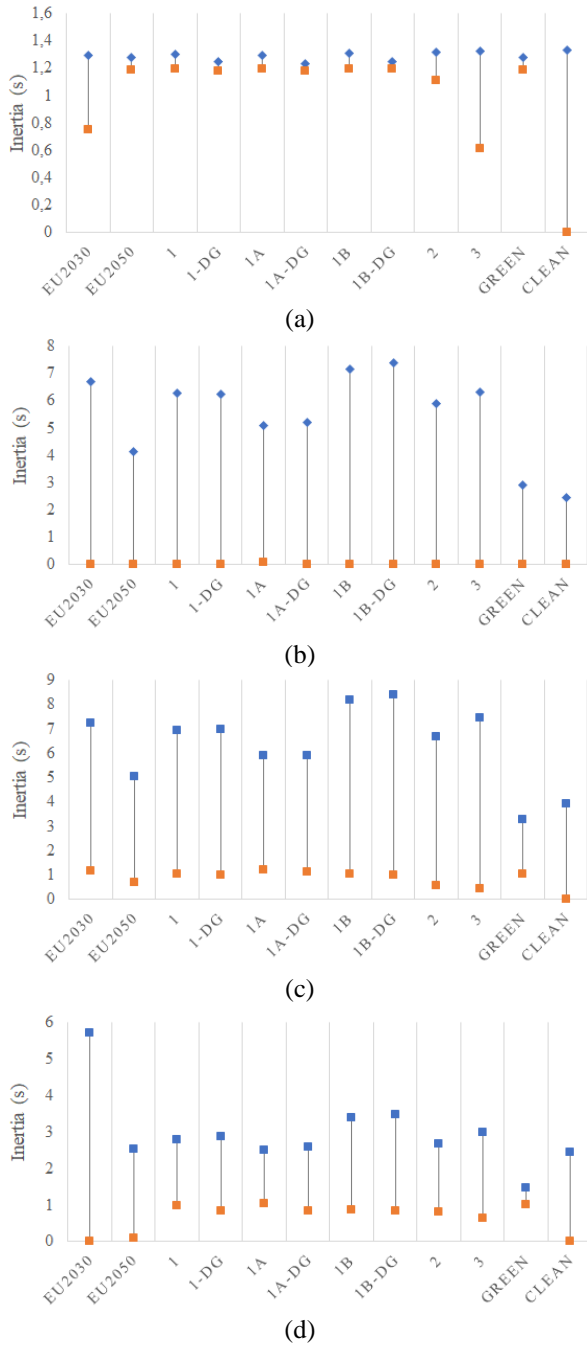 1,6
1,4
1,2
1
0,8
0,6
0,4
0,2
0
Inertia (s)
EU2030 EU2050 1 1-DG 1A 1A-DG 1B 1B-DG 2 3 GREEN CLEAN
(a)
8
7
6
5
4
3
2
1
0
Inertia (s)
EU2030 EU2050 1 1-DG 1A 1A-DG 1B 1B-DG 2 3 GREEN CLEAN
(b)
9
8
7
6
5
4
3
2
1
0
Inertia (s)
EU2030 EU2050 1 1-DG 1A 1A-DG 1B 1B-DG 2 3 GREEN CLEAN
(c)
6
5
4
3
2
1
0
Inertia (s)
EU2030 EU2050 1 1-DG 1A 1A-DG 1B 1B-DG 2 3 GREEN CLEAN
(d)